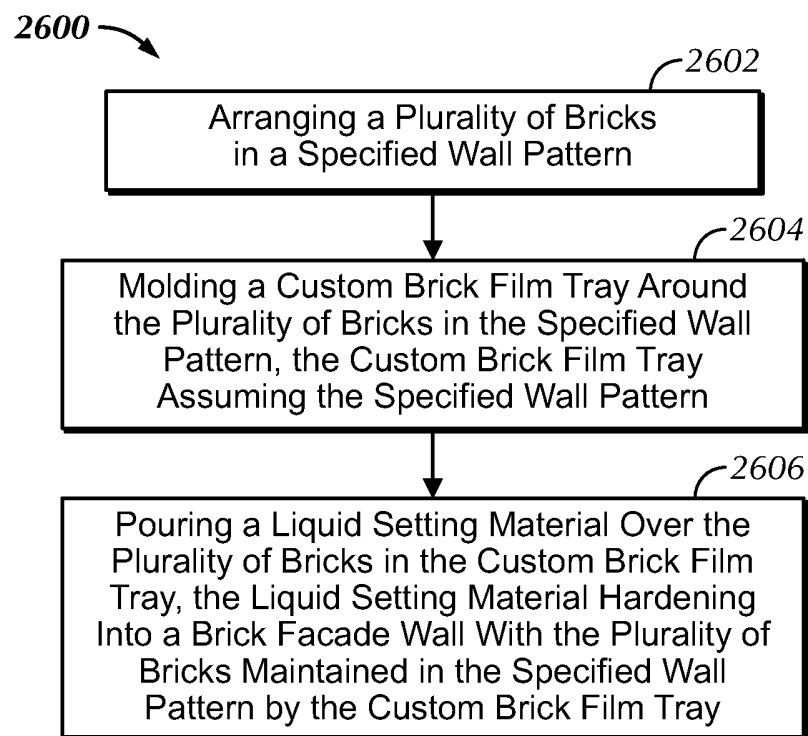 2600
2602
Arranging a Plurality of Bricks
in a Specified Wall Pattern
2604
Molding a Custom Brick Film Tray Around
the Plurality of Bricks in the Specified Wall
Pattern, the Custom Brick Film Tray
Assuming the Specified Wall Pattern
2606
Pouring a Liquid Setting Material Over the
Plurality of Bricks in the Custom Brick Film
Tray, the Liquid Setting Material Hardening
Into a Brick Facade Wall With the Plurality of
Bricks Maintained in the Specified Wall
Pattern by the Custom Brick Film Tray